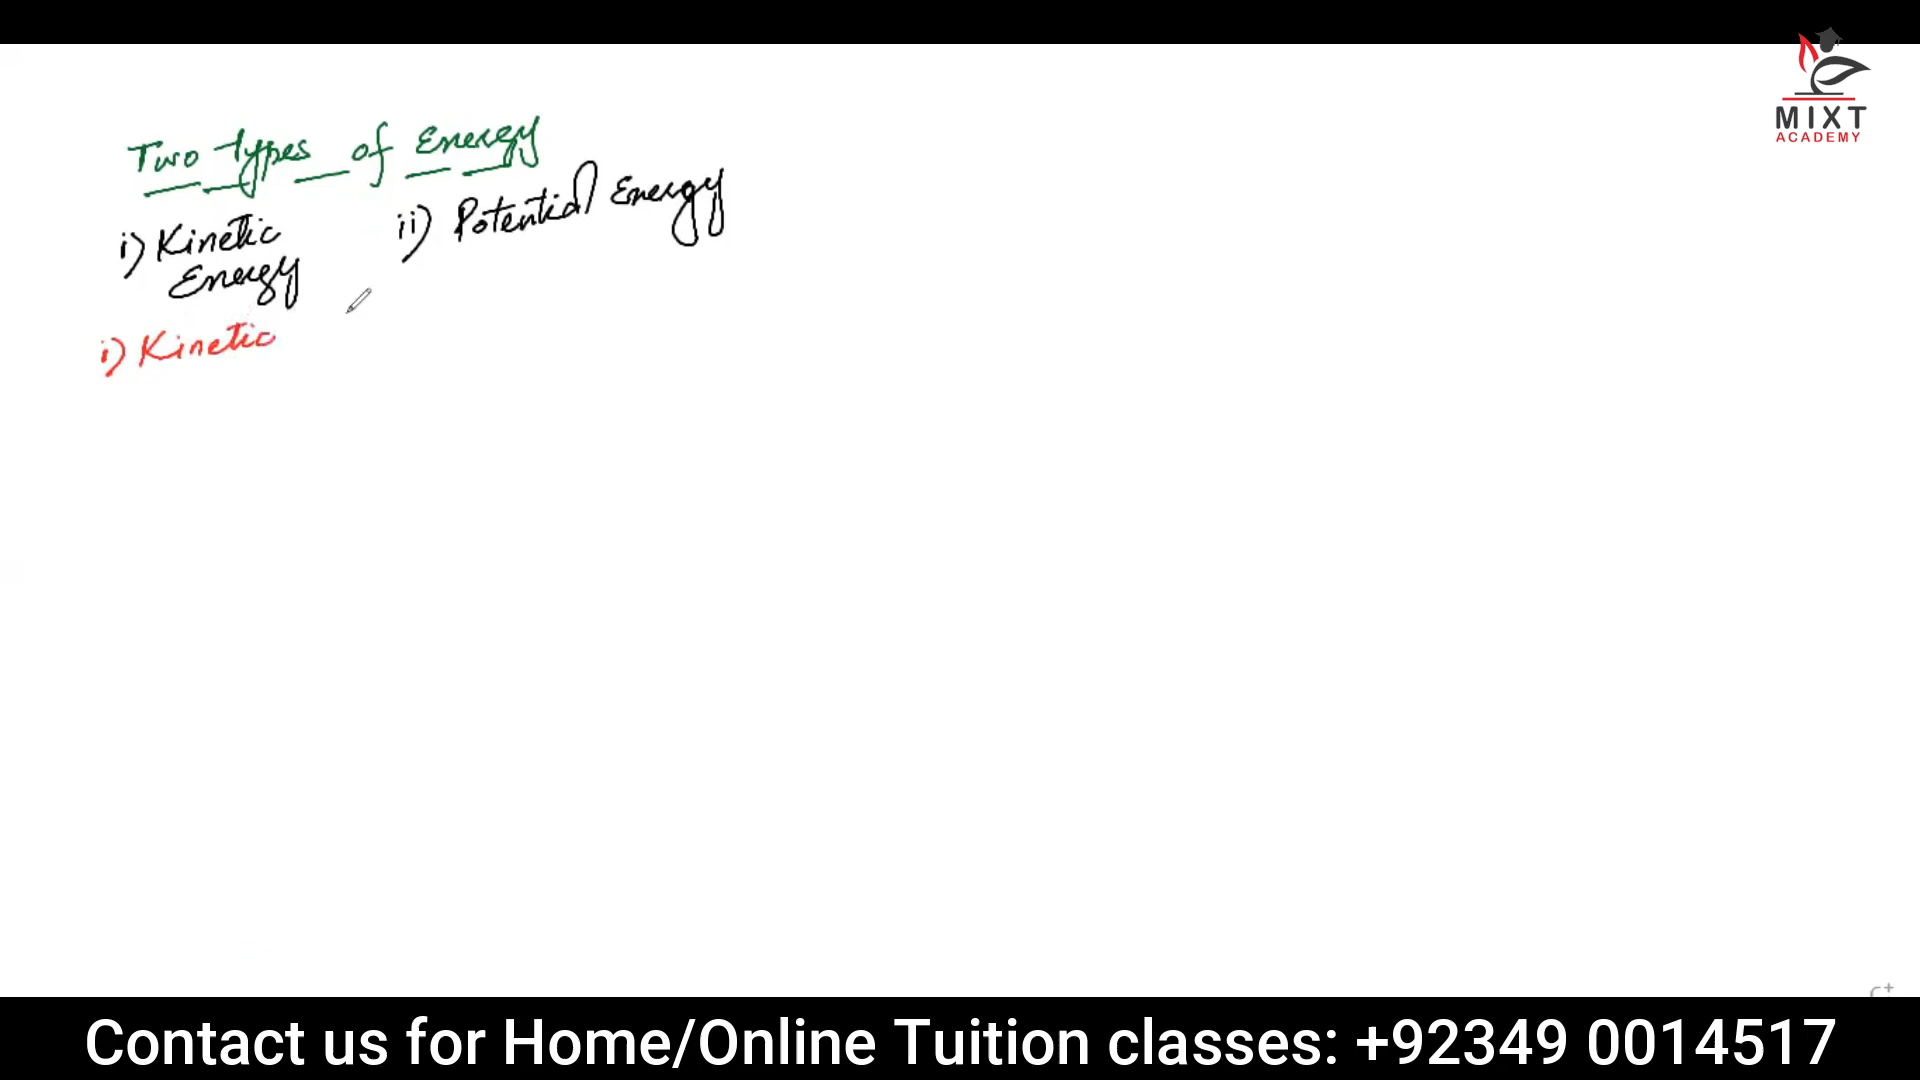 MIXT
ACADEMY
Two types of Energy
i) Kinetic Energy
ii) Potential Energy
i) Kinetic
Contact us for Home/Online Tuition classes: +92349 0014517